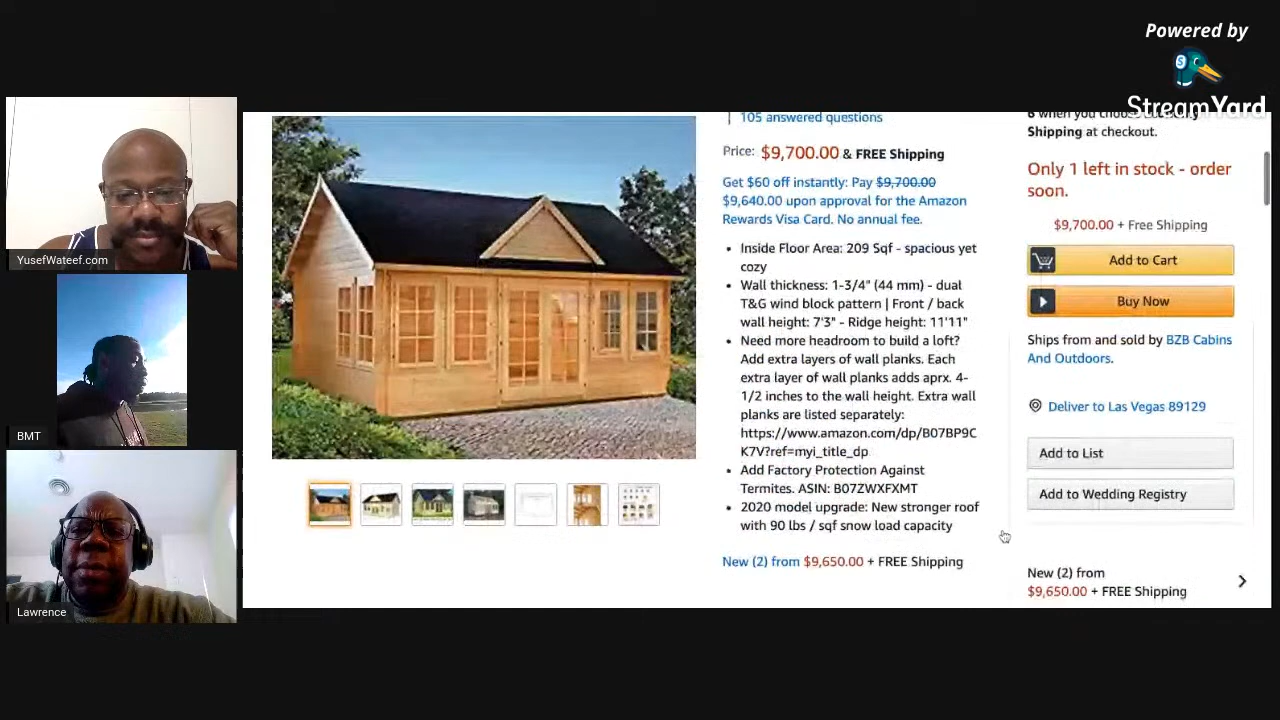 Powered by
StreamYard
YusefWateef.com
BMT
Lawrence
105 answered questions
Price: $9,700.00 & FREE Shipping
Get $60 off instantly: Pay $9,700.00
$9,640.00 upon approval for the Amazon
Rewards Visa Card. No annual fee.
• Inside Floor Area: 209 Sqf - spacious yet
cozy
• Wall thickness: 1-3/4" (44 mm) - dual
T&G wind block pattern | Front / back
wall height: 7'3" - Ridge height: 11'11"
• Need more headroom to build a loft?
Add extra layers of wall planks. Each
extra layer of wall planks adds aprx. 4-
1/2 inches to the wall height. Extra wall
planks are listed separately:
https://www.amazon.com/dp/B07BP9C
K7V?ref=myi_title_dp
• Add Factory Protection Against
Termites. ASIN: B07ZWXFXMT
• 2020 model upgrade: New stronger roof
with 90 lbs / sqf snow load capacity
New (2) from $9,650.00 + FREE Shipping
when you
Shipping at checkout.
Only 1 left in stock - order
soon.
$9,700.00 + Free Shipping
Add to Cart
Buy Now
Ships from and sold by BZB Cabins
And Outdoors.
Deliver to Las Vegas 89129
Add to List
Add to Wedding Registry
New (2) from
$9,650.00 + FREE Shipping